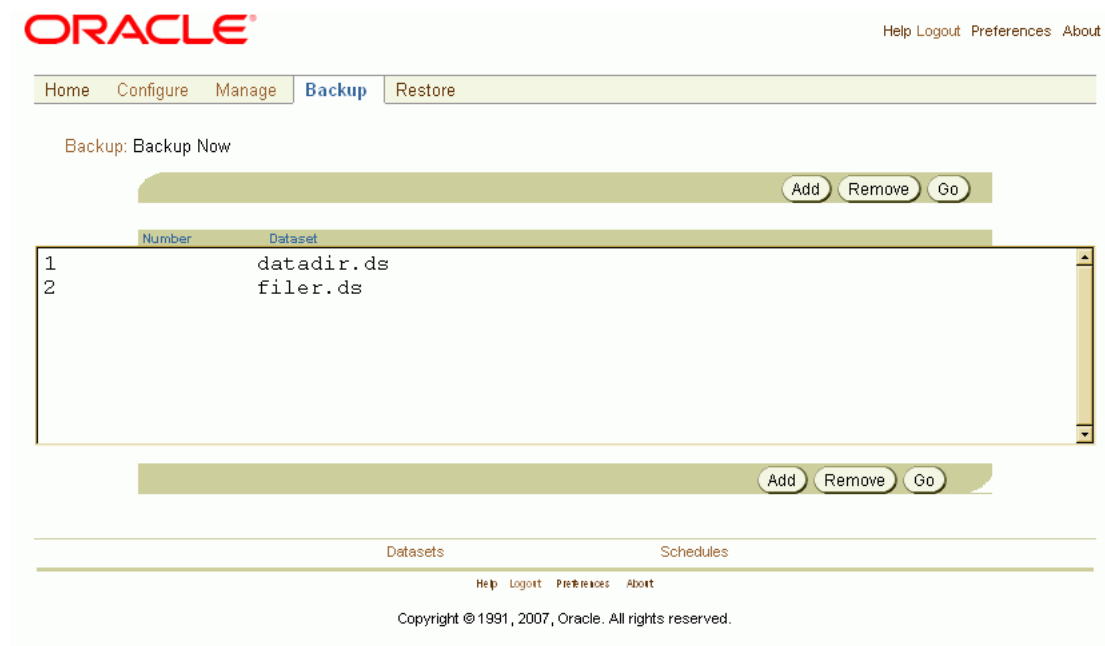 ORACLE
Help Logout Preferences About
Home Configure Manage Backup Restore
Backup: Backup Now
Add Remove Go
Number Dataset
1 datadir.ds
2 filer.ds
Add Remove Go
Datasets Schedules
Help Logout Preferences About
Copyright © 1991, 2007, Oracle. All rights reserved.